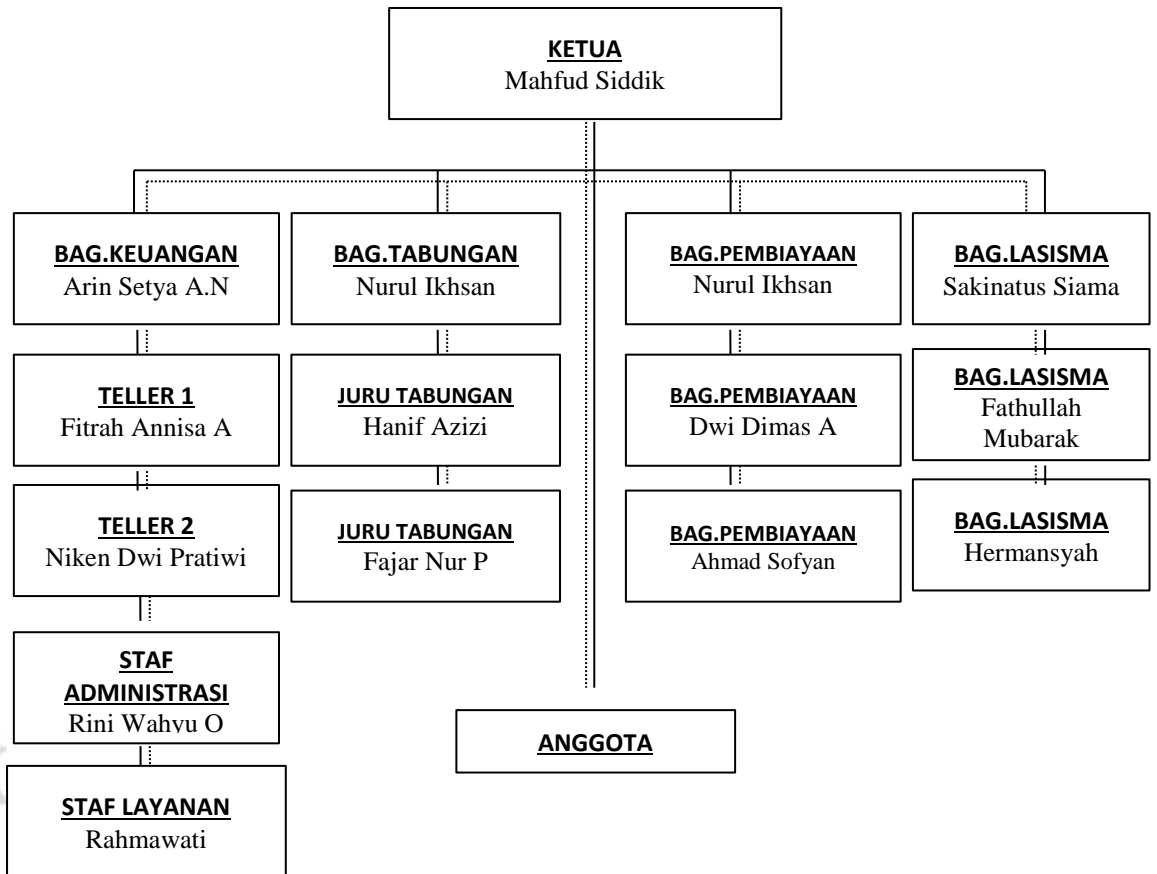 KETUA
Mahfud Siddik
BAG.KEUANGAN
Arin Setya A.N
BAG.TABUNGAN
Nurul Ikhsan
BAG.PEMBIAYAAN
Nurul Ikhsan
BAG.LASISMA
Sakinatus Siama
TELLER 1
Fitrah Annisa A
JURU TABUNGAN
Hanif Azizi
BAG.PEMBIAYAAN
Dwi Dimas A
BAG.LASISMA
Fathullah
Mubarak
TELLER 2
Niken Dwi Pratiwi
JURU TABUNGAN
Fajar Nur P
BAG.PEMBIAYAAN
Ahmad Sofyan
BAG.LASISMA
Hermansyah
STAF
ADMINISTRASI
Rini Wahyu O
ANGGOTA
STAF LAYANAN
Rahmawati